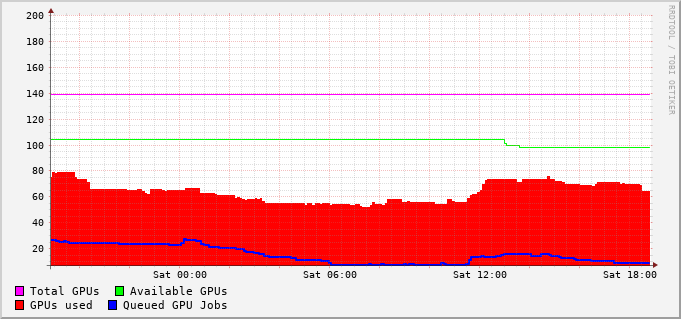 200
180
160
140
120
100
80
60
40
20
Sat 00:00 Sat 06:00 Sat 12:00 Sat 18:00
Total GPUs Available GPUs
GPUs used Queued GPU Jobs
RRDTOOL / TOBI OETIKER